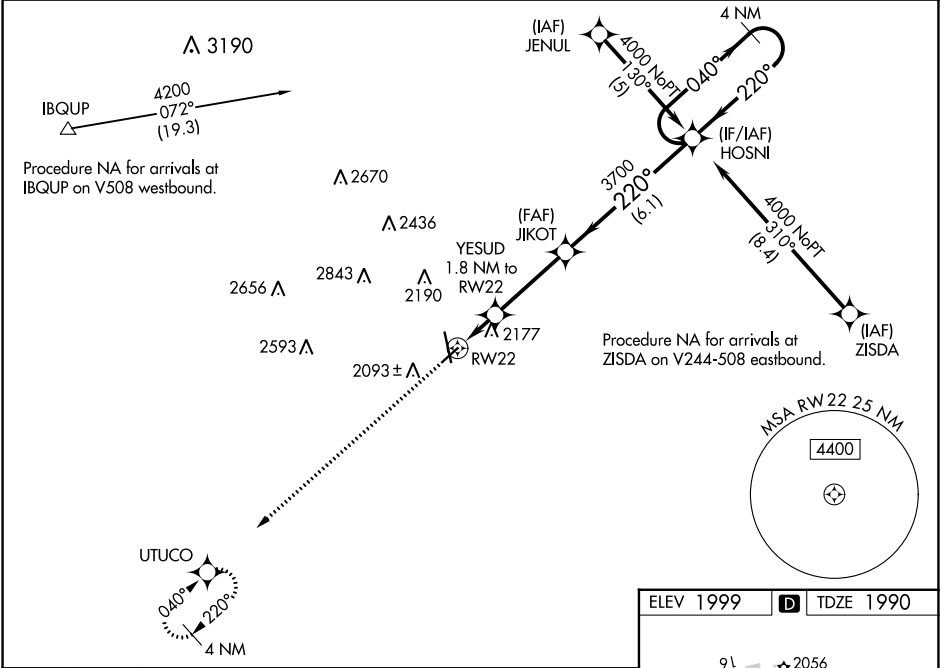 3190
IBQUP
4200
072°
(19.3)
Procedure NA for arrivals at
IBQUP on V508 westbound.
(IAF)
JENUL
4000 NoPT
130°
(5)
4 NM
040°
220°
(IF/IAF)
HOSNI
3700
220°
(6.1)
2670
2436
(FAF)
JIKOT
YESUD
1.8 NM to
RW22
2843
2656
2190
2177
2593
RW22
2093±
4000 NoPT
310°
(8.4)
(IAF)
ZISDA
Procedure NA for arrivals at
ZISDA on V244-508 eastbound.
MSA RW22 25 NM
4400
UTUCO
040°
220°
4 NM
ELEV 1999
D
TDZE 1990
16
2056